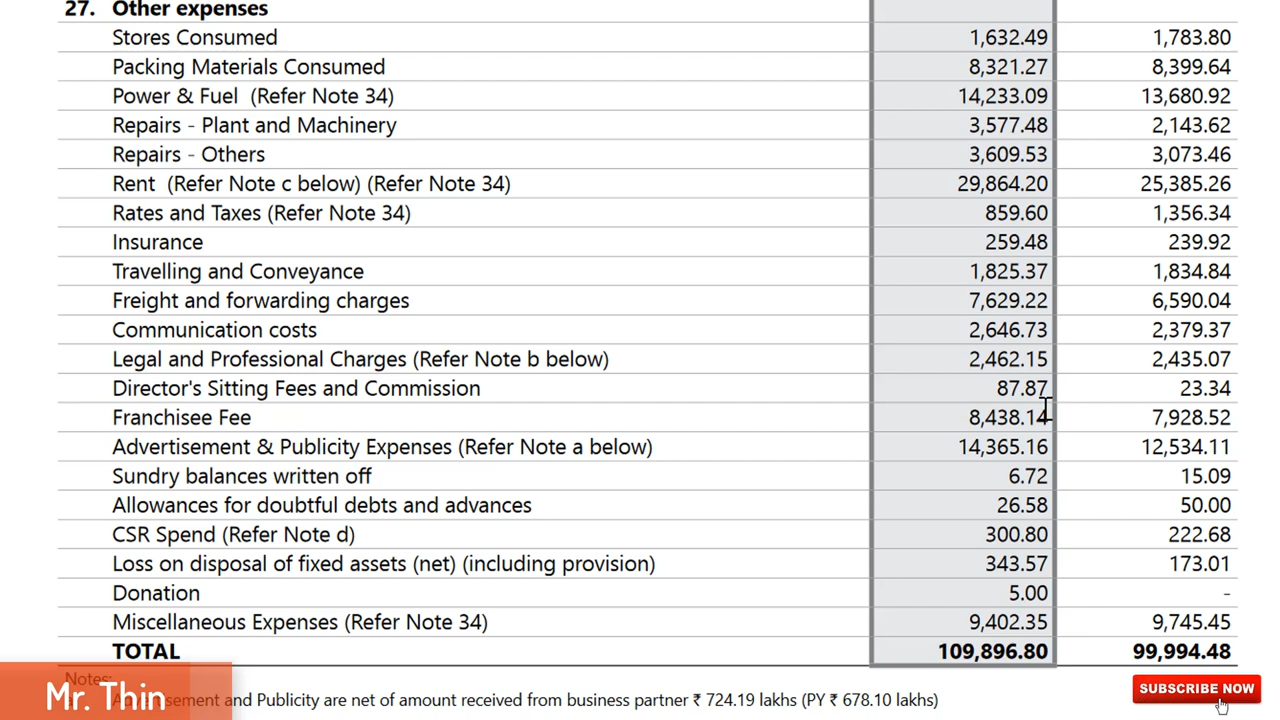 27. Other expenses
Stores Consumed 1,632.49 1,783.80
Packing Materials Consumed 8,321.27 8,399.64
Power & Fuel (Refer Note 34) 14,233.09 13,680.92
Repairs - Plant and Machinery 3,577.48 2,143.62
Repairs - Others 3,609.53 3,073.46
Rent (Refer Note c below) (Refer Note 34) 29,864.20 25,385.26
Rates and Taxes (Refer Note 34) 859.60 1,356.34
Insurance 259.48 239.92
Travelling and Conveyance 1,825.37 1,834.84
Freight and forwarding charges 7,629.22 6,590.04
Communication costs 2,646.73 2,379.37
Legal and Professional Charges (Refer Note b below) 2,462.15 2,435.07
Director's Sitting Fees and Commission 87.87 23.34
Franchisee Fee 8,438.14 7,928.52
Advertisement & Publicity Expenses (Refer Note a below) 14,365.16 12,534.11
Sundry balances written off 6.72 15.09
Allowances for doubtful debts and advances 26.58 50.00
CSR Spend (Refer Note d) 300.80 222.68
Loss on disposal of fixed assets (net) (including provision) 343.57 173.01
Donation 5.00 -
Miscellaneous Expenses (Refer Note 34) 9,402.35 9,745.45
TOTAL 109,896.80 99,994.48
Notes:
Advertisement and Publicity are net of amount received from business partner ₹ 724.19 lakhs (PY ₹ 678.10 lakhs)
Mr. Thin
SUBSCRIBE NOW